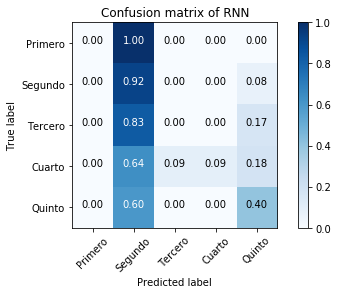 Confusion matrix of RNN
True label
Primero 0.00 1.00 0.00 0.00 0.00
Segundo 0.00 0.92 0.00 0.00 0.08
Tercero 0.00 0.83 0.00 0.00 0.17
Cuarto 0.00 0.64 0.09 0.09 0.18
Quinto 0.00 0.60 0.00 0.00 0.40
Primero Segundo Tercero Cuarto Quinto
Predicted label
1.0
0.8
0.6
0.4
0.2
0.0